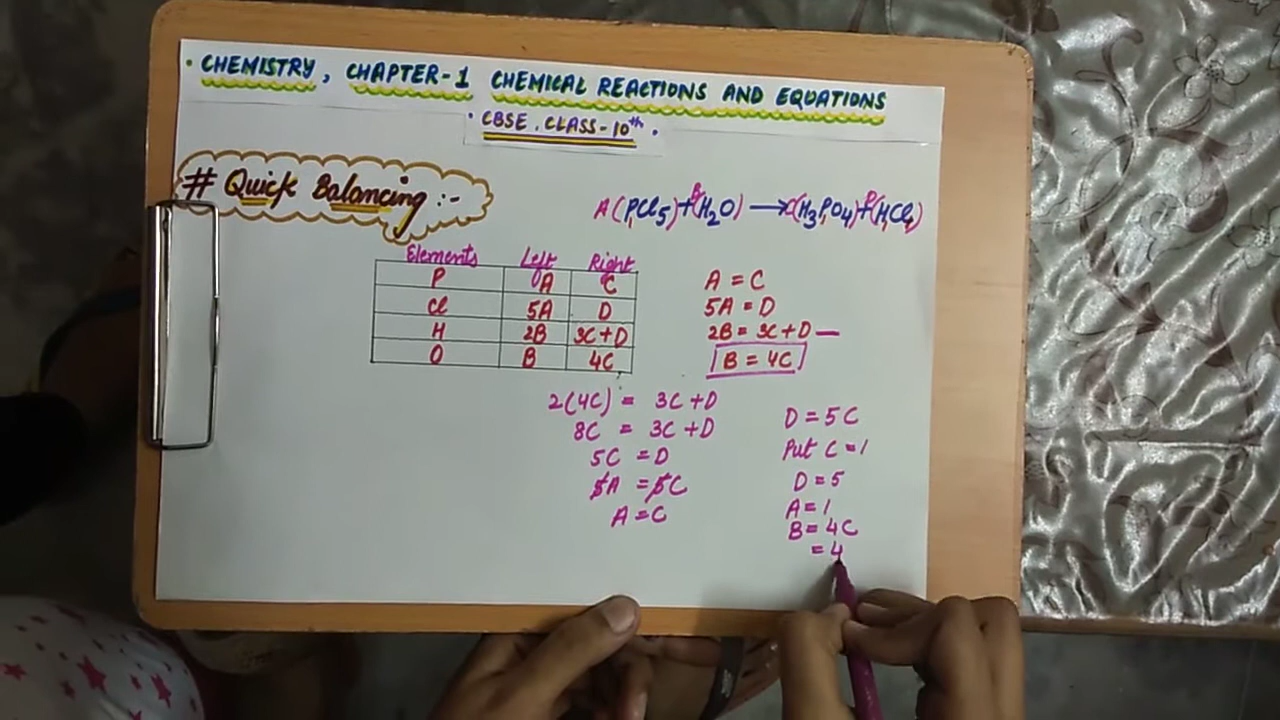 • CHEMISTRY, CHAPTER-1 CHEMICAL REACTIONS AND EQUATIONS
• CBSE. CLASS-10th •
# Quick Balancing :-
A(PCl5)+B(H2O) → C(H3PO4)+D(HCl)
Elements Left Right
P A C
Cl 5A D
H 2B 3C+D
O B 4C
A = C
5A = D
2B = 3C+D —
B = 4C
2(4C) = 3C+D
8C = 3C+D
5C = D
5A = 5C
A = C
D = 5C
Put C = 1
D = 5
A = 1
B = 4C
= 4